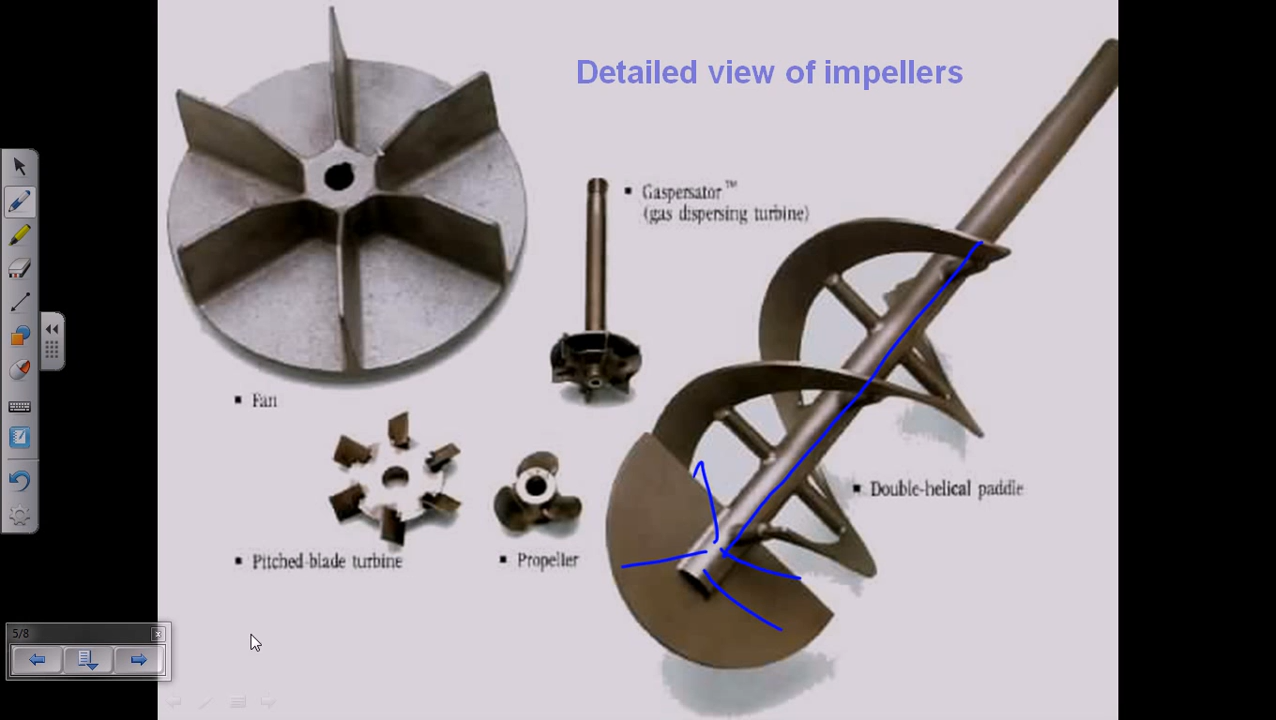 Detailed view of impellers
▪ Gaspersator™
(gas dispersing turbine)
▪ Fan
▪ Double-helical paddle
▪ Pitched-blade turbine
▪ Propeller
5/8